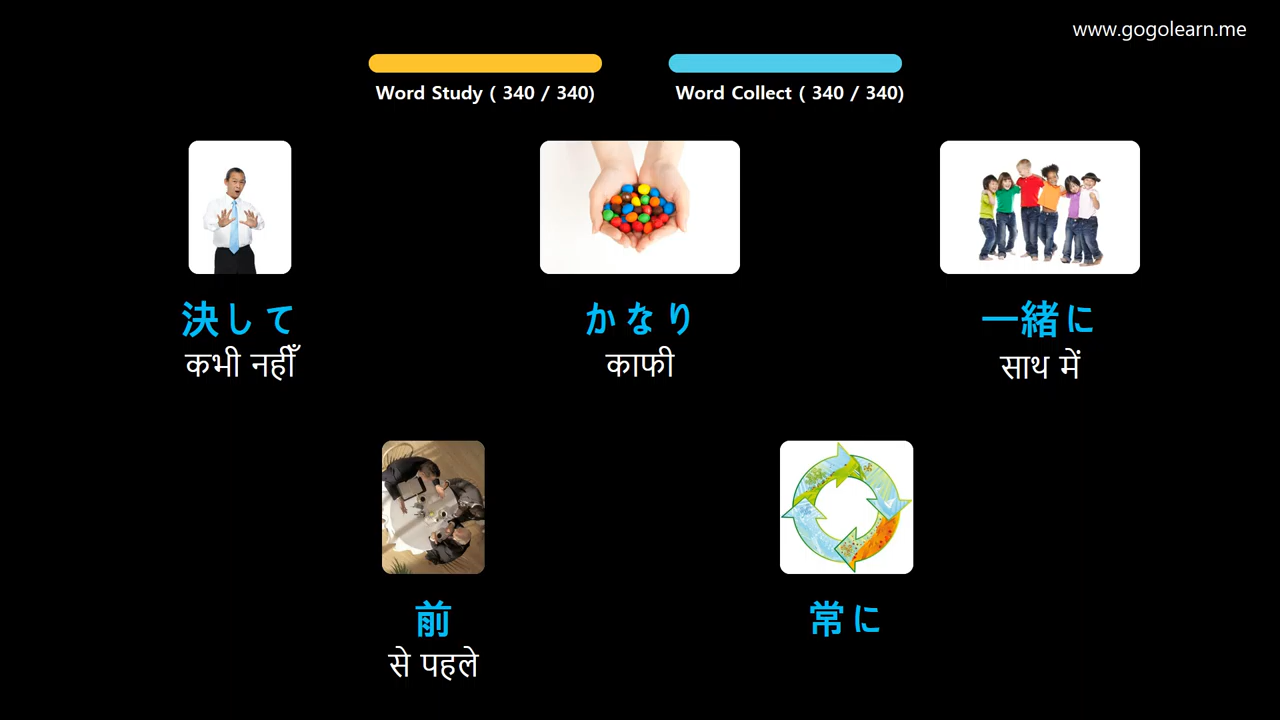 www.gogolearn.me
Word Study ( 340 / 340)
Word Collect ( 340 / 340)
決して
कभी नहीँ
かなり
काफी
一緒に
साथ में
前
से पहले
常に